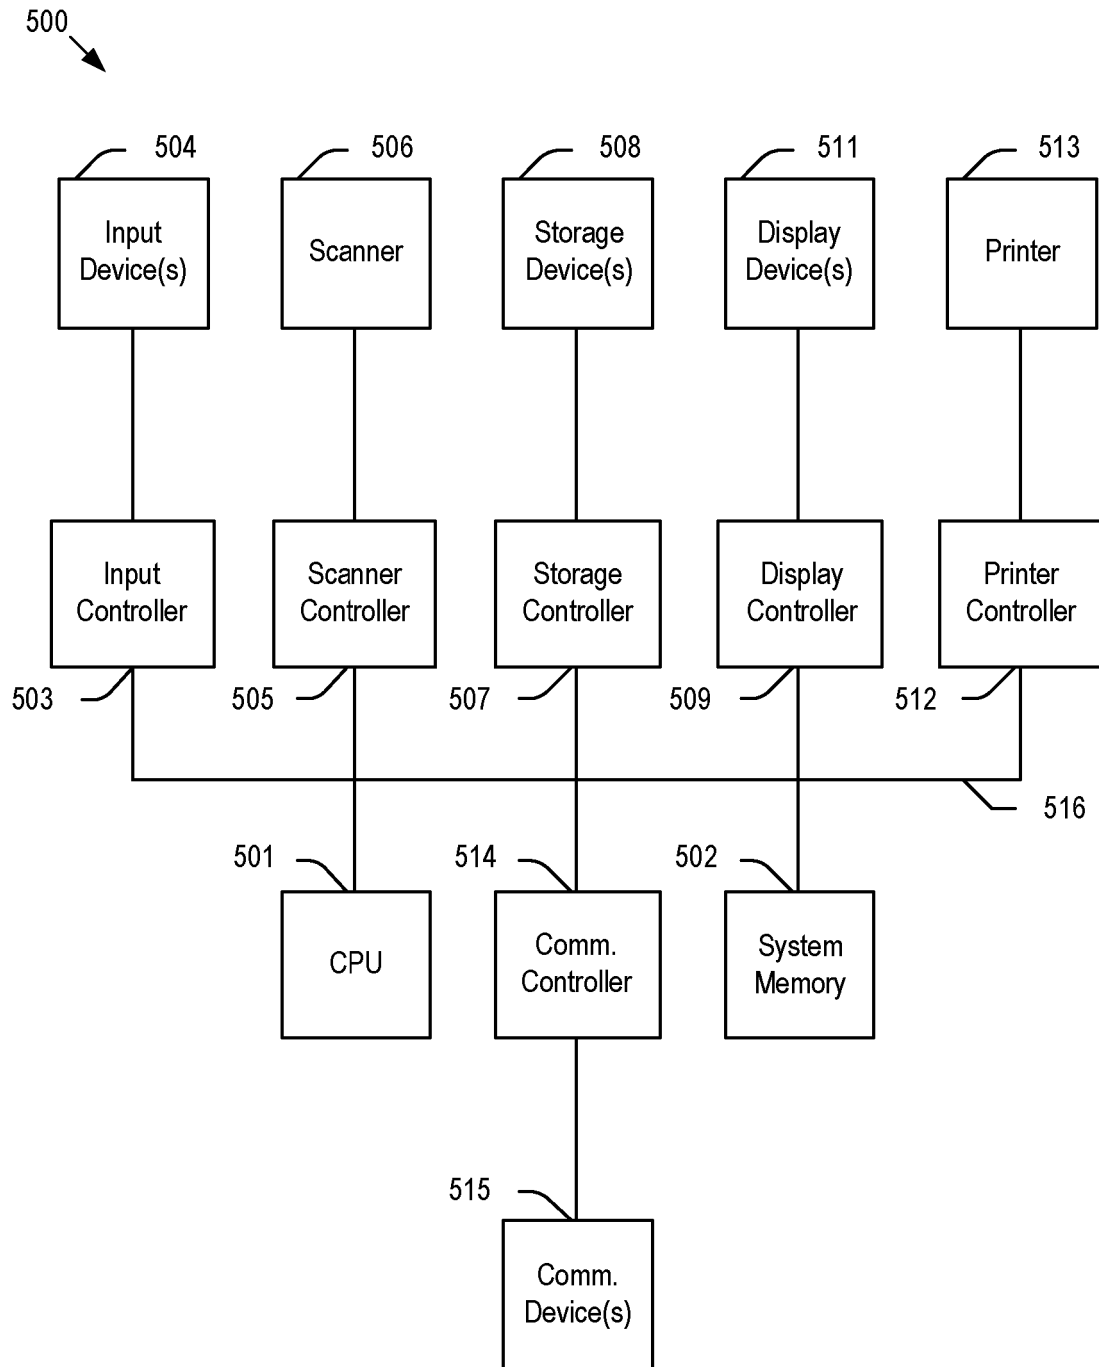 500
504
506
508
511
513
Input
Device(s)
Scanner
Storage
Device(s)
Display
Device(s)
Printer
Input
Controller
Scanner
Controller
Storage
Controller
Display
Controller
Printer
Controller
503
505
507
509
512
516
501
514
502
CPU
Comm.
Controller
System
Memory
515
Comm.
Device(s)